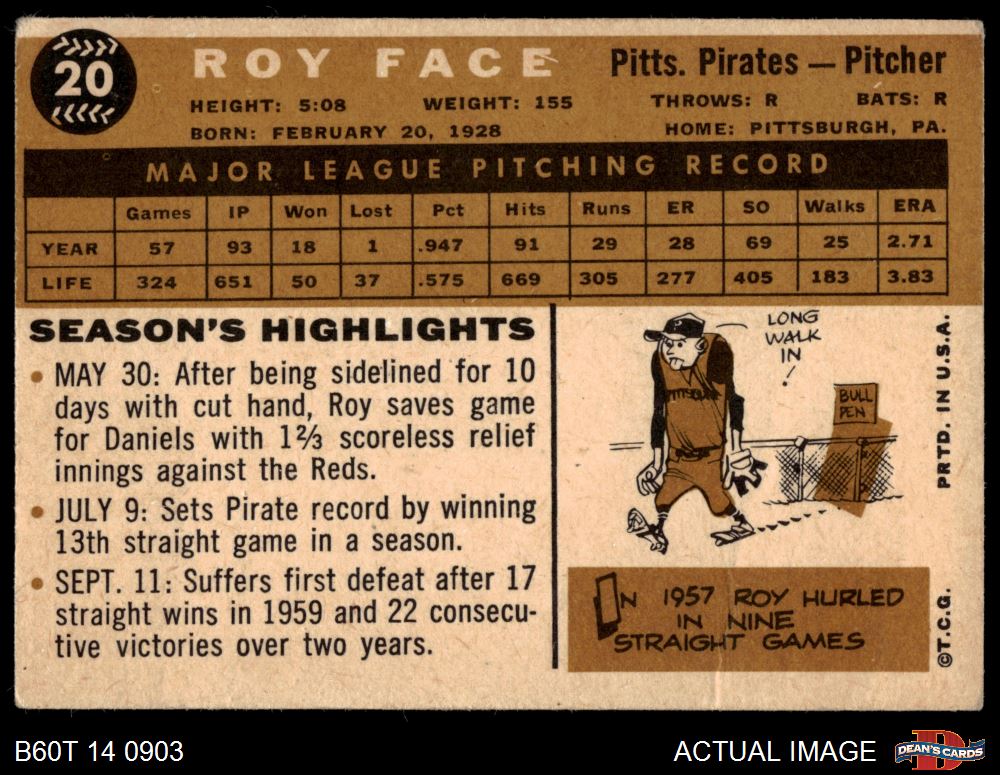 20
ROY FACE
Pitts. Pirates — Pitcher
HEIGHT: 5:08 WEIGHT: 155 THROWS: R BATS: R
BORN: FEBRUARY 20, 1928 HOME: PITTSBURGH, PA.
MAJOR LEAGUE PITCHING RECORD
Games IP Won Lost Pct Hits Runs ER SO Walks ERA
YEAR 57 93 18 1 .947 91 29 28 69 25 2.71
LIFE 324 651 50 37 .575 669 305 277 405 183 3.83
SEASON'S HIGHLIGHTS
• MAY 30: After being sidelined for 10
days with cut hand, Roy saves game
for Daniels with 1⅔ scoreless relief
innings against the Reds.
• JULY 9: Sets Pirate record by winning
13th straight game in a season.
• SEPT. 11: Suffers first defeat after 17
straight wins in 1959 and 22 consecu-
tive victories over two years.
LONG
WALK
IN
!
BULL
PEN
PITTSBURGH
IN 1957 ROY HURLED
IN NINE
STRAIGHT GAMES
©T.C.G. PRTD. IN U.S.A.
B60T 14 0903
ACTUAL IMAGE
DEAN'S CARDS